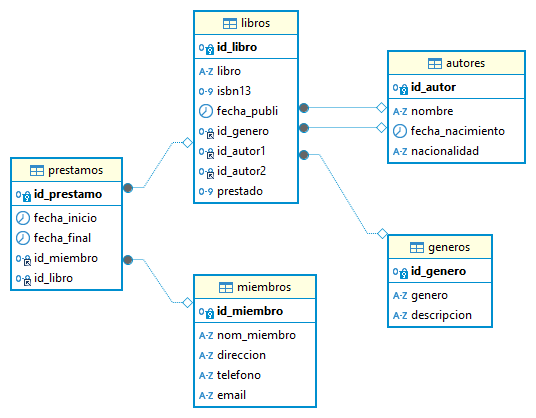 libros
id_libro
libro
isbn13
fecha_publi
id_genero
id_autor1
id_autor2
prestado
autores
id_autor
nombre
fecha_nacimiento
nacionalidad
prestamos
id_prestamo
fecha_inicio
fecha_final
id_miembro
id_libro
generos
id_genero
genero
descripcion
miembros
id_miembro
nom_miembro
direccion
telefono
email